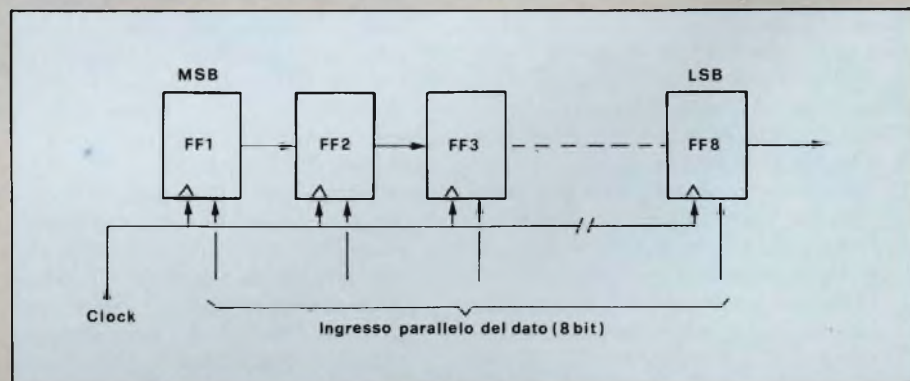 MSB
LSB
FF1
FF2
FF3
FF8
Clock
Ingresso parallelo del dato (8 bit)